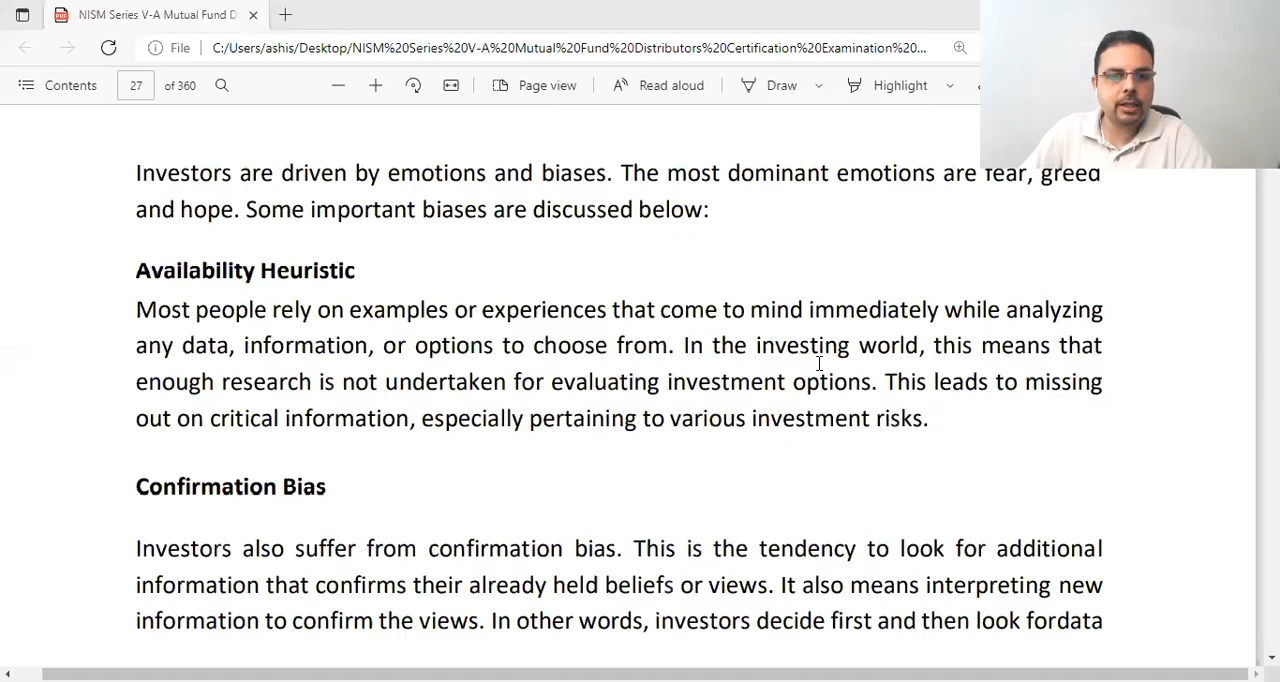 NISM Series V-A Mutual Fund D
File C:/Users/ashis/Desktop/NISM%20Series%20V-A%20Mutual%20Fund%20Distributors%20Certification%20Examination%20...
Contents 27 of 360 Page view Read aloud Draw Highlight
Investors are driven by emotions and biases. The most dominant emotions are fear, greed
and hope. Some important biases are discussed below:
Availability Heuristic
Most people rely on examples or experiences that come to mind immediately while analyzing
any data, information, or options to choose from. In the investing world, this means that
enough research is not undertaken for evaluating investment options. This leads to missing
out on critical information, especially pertaining to various investment risks.
Confirmation Bias
Investors also suffer from confirmation bias. This is the tendency to look for additional
information that confirms their already held beliefs or views. It also means interpreting new
information to confirm the views. In other words, investors decide first and then look fordata